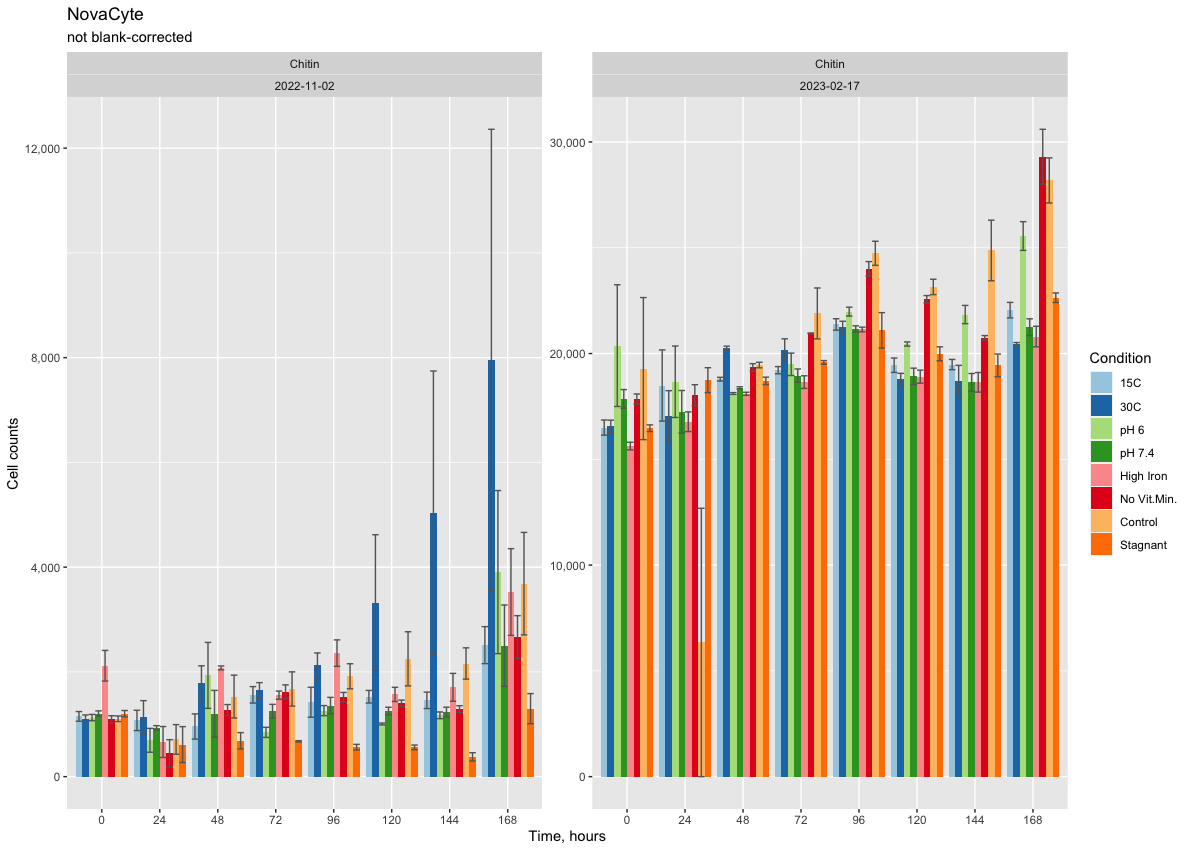 NovaCyte
not blank-corrected
Chitin
2022-11-02
Chitin
2023-02-17
Cell counts
12,000
8,000
4,000
0
30,000
20,000
10,000
0
0 24 48 72 96 120 144 168
0 24 48 72 96 120 144 168
Time, hours
Condition
15C
30C
pH 6
pH 7.4
High Iron
No Vit.Min.
Control
Stagnant